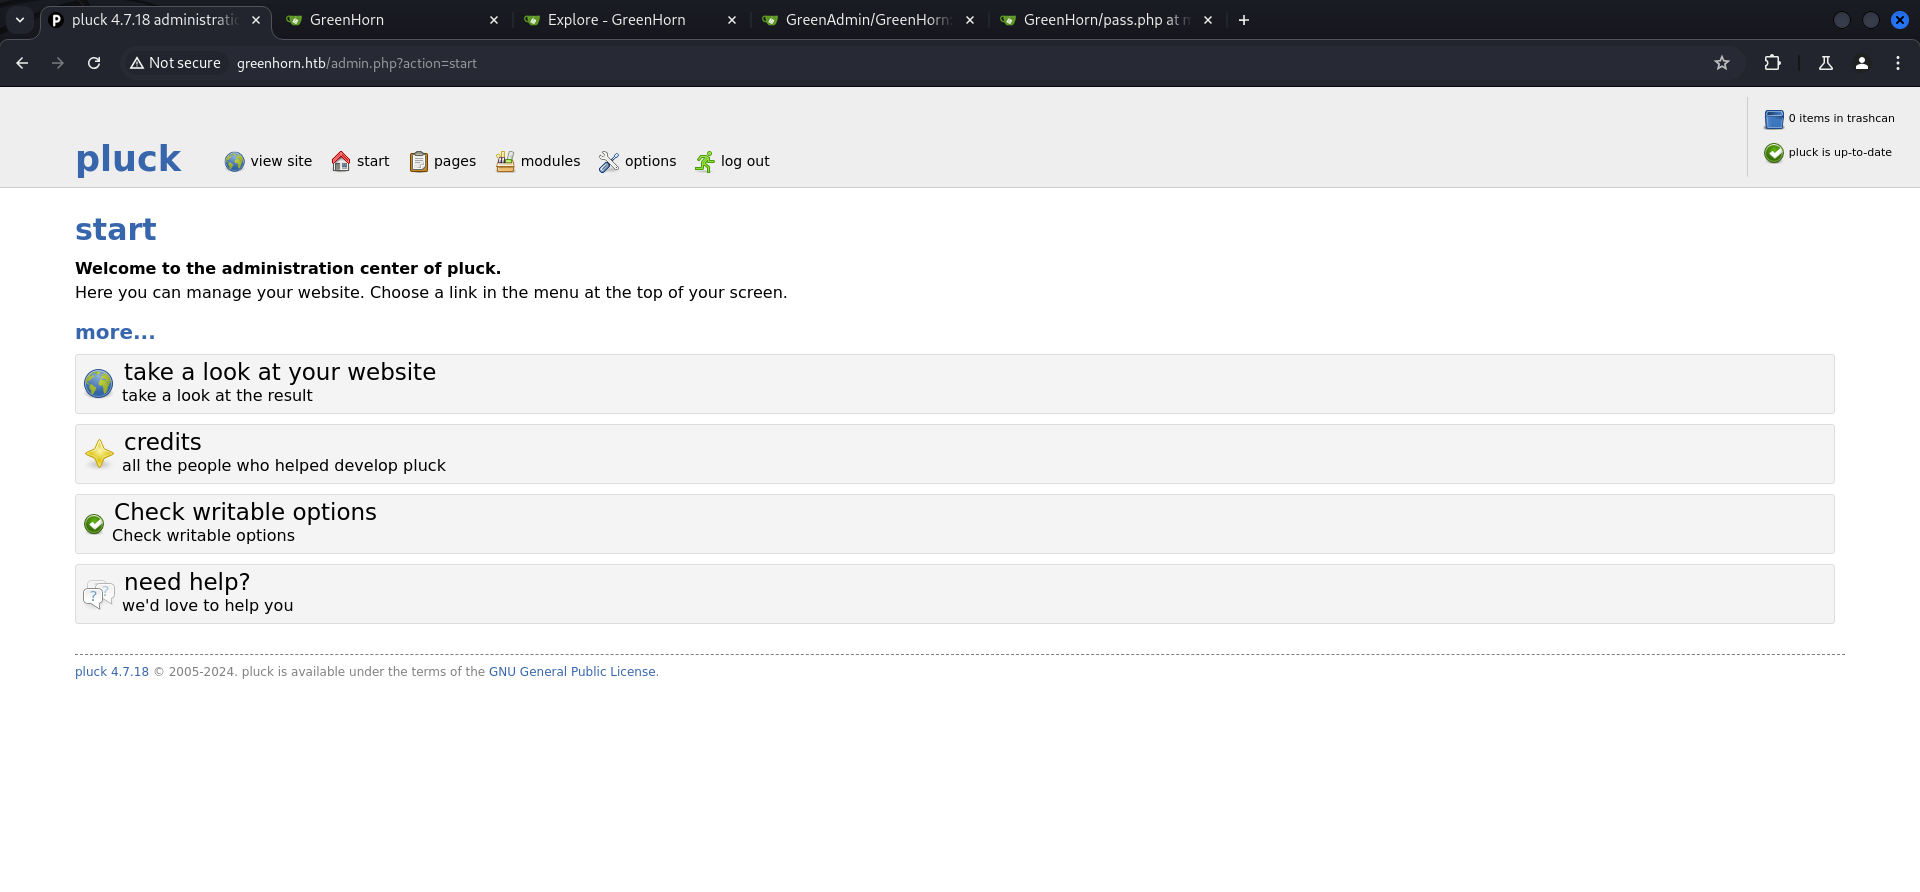 pluck 4.7.18 administratic
GreenHorn
Explore - GreenHorn
GreenAdmin/GreenHorn:
GreenHorn/pass.php at m
Not secure
greenhorn.htb/admin.php?action=start
0 items in trashcan
pluck is up-to-date
pluck
view site
start
pages
modules
options
log out
start
Welcome to the administration center of pluck.
Here you can manage your website. Choose a link in the menu at the top of your screen.
more...
take a look at your website
take a look at the result
credits
all the people who helped develop pluck
Check writable options
Check writable options
need help?
we'd love to help you
pluck 4.7.18 © 2005-2024. pluck is available under the terms of the GNU General Public License.